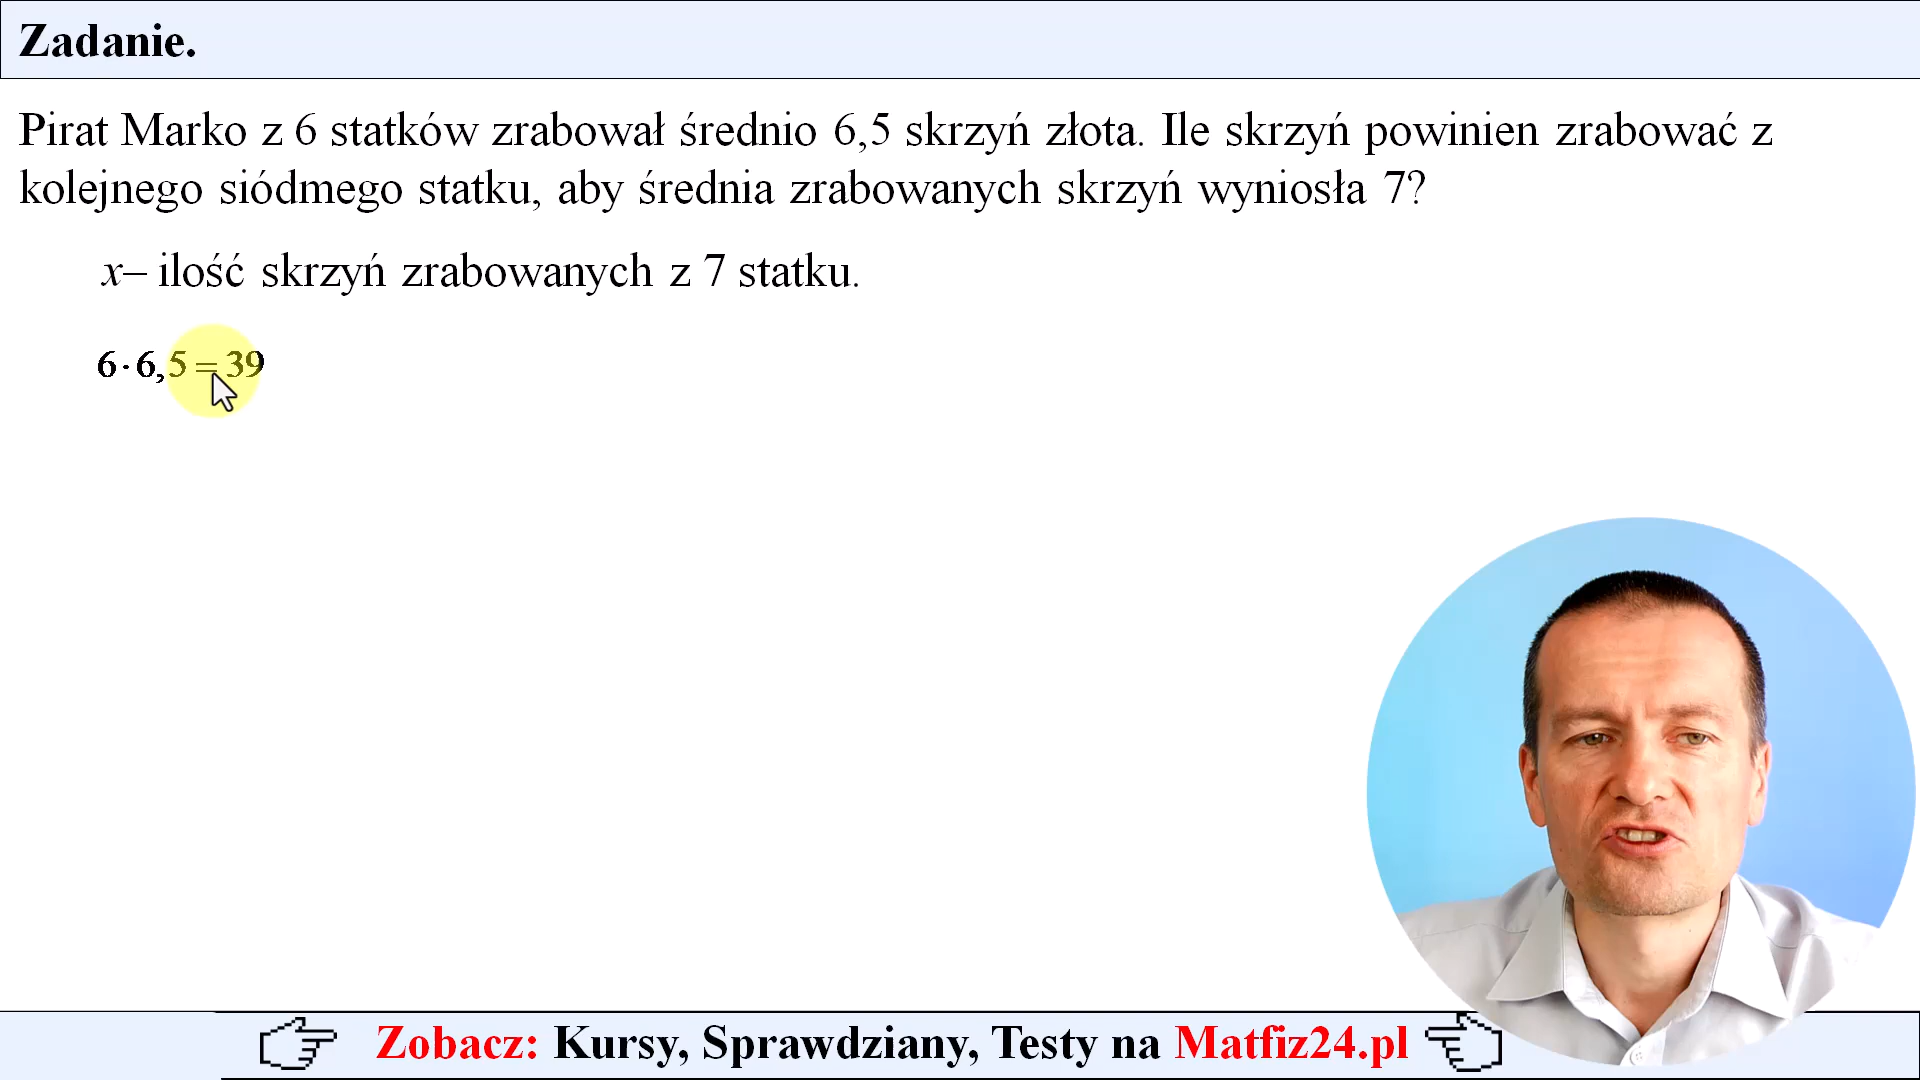 Zadanie.
Pirat Marko z 6 statków zrabował średnio 6,5 skrzyń złota. Ile skrzyń powinien zrabować z
kolejnego siódmego statku, aby średnia zrabowanych skrzyń wyniosła 7?
x– ilość skrzyń zrabowanych z 7 statku.
6·6,5=39
Zobacz: Kursy, Sprawdziany, Testy na Matfiz24.pl